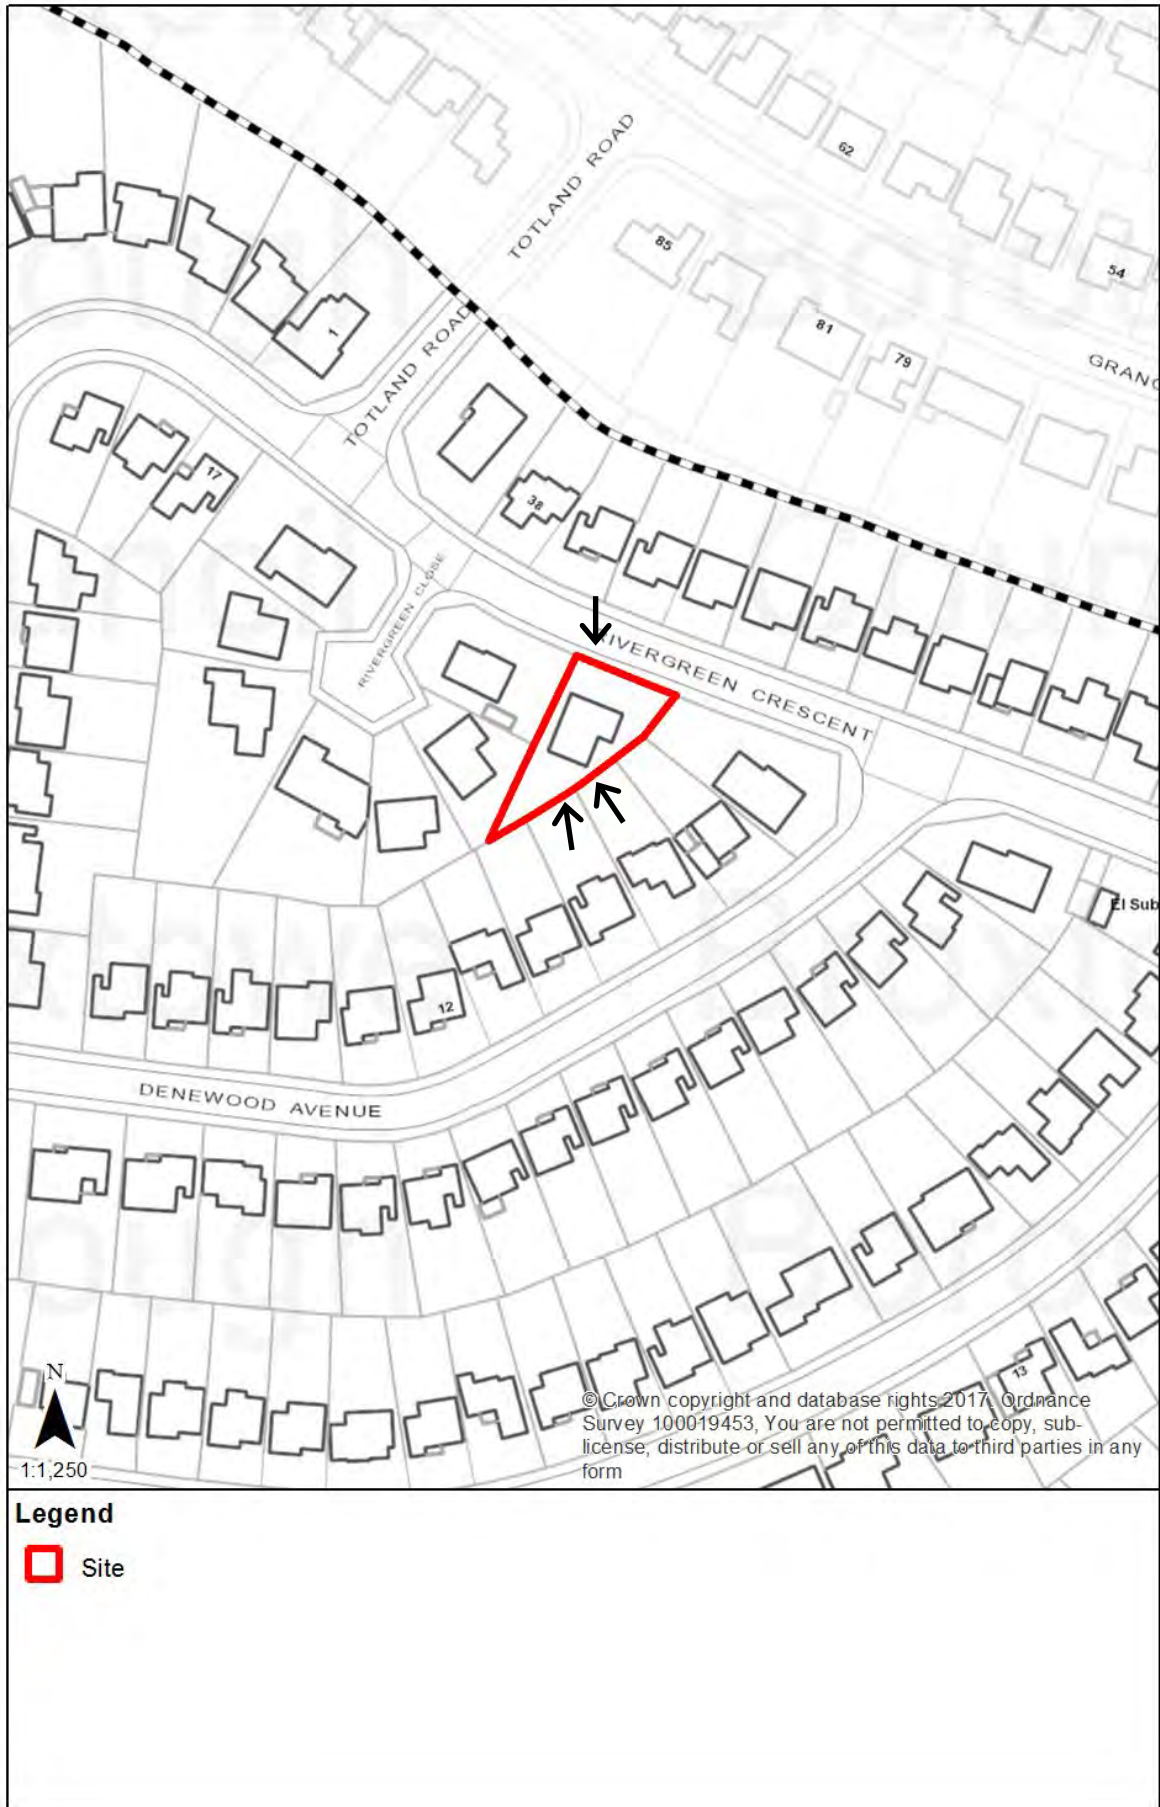 62
TOTLAND ROAD
85
54
81
1
79
GRANG
TOTLAND ROAD
17
38
RIVERGREEN CLOSE
RIVERGREEN CRESCENT
El Sub
12
DENEWOOD AVENUE
13
N
1:1,250
© Crown copyright and database rights 2017. Ordnance
Survey 100019453, You are not permitted to copy, sub-
license, distribute or sell any of this data to third parties in any
form
Legend
Site